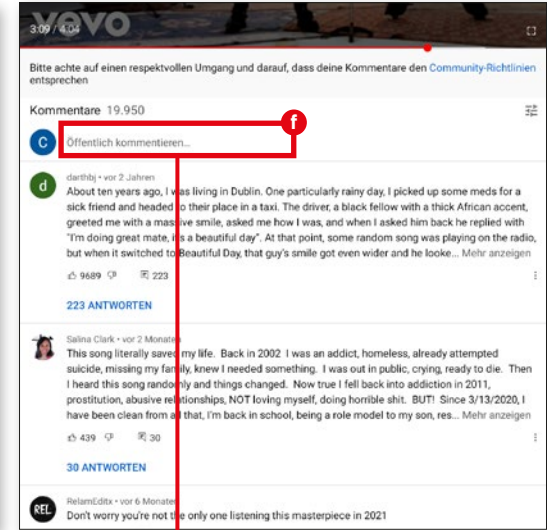 vevo
3:09 / 4:04
Bitte achte auf einen respektvollen Umgang und darauf, dass deine Kommentare den Community-Richtlinien
entsprechen
Kommentare 19.950
f
C Öffentlich kommentieren...
d darthbj • vor 2 Jahren
About ten years ago, I was living in Dublin. One particularly rainy day, I picked up some meds for a
sick friend and headed to their place in a taxi. The driver, a black fellow with a thick African accent,
greeted me with a massive smile, asked me how I was, and when I asked him back he replied with
"I'm doing great mate, it's a beautiful day". At that point, some random song was playing on the radio,
but when it switched to Beautiful Day, that guy's smile got even wider and he looke... Mehr anzeigen
9689 223
223 ANTWORTEN
Salina Clark • vor 2 Monaten
This song literally saved my life. Back in 2002 I was an addict, homeless, already attempted
suicide, missing my family, knew I needed something. I was out in public, crying, ready to die. Then
I heard this song randomly and things changed. Now true I fell back into addiction in 2011,
prostitution, abusive relationships, NOT loving myself, doing horrible shit. BUT! Since 3/13/2020, I
have been clean from all that, I'm back in school, being a role model to my son, res... Mehr anzeigen
439 30
30 ANTWORTEN
REL RelamEditx • vor 6 Monaten
Don't worry you're not the only one listening this masterpiece in 2021